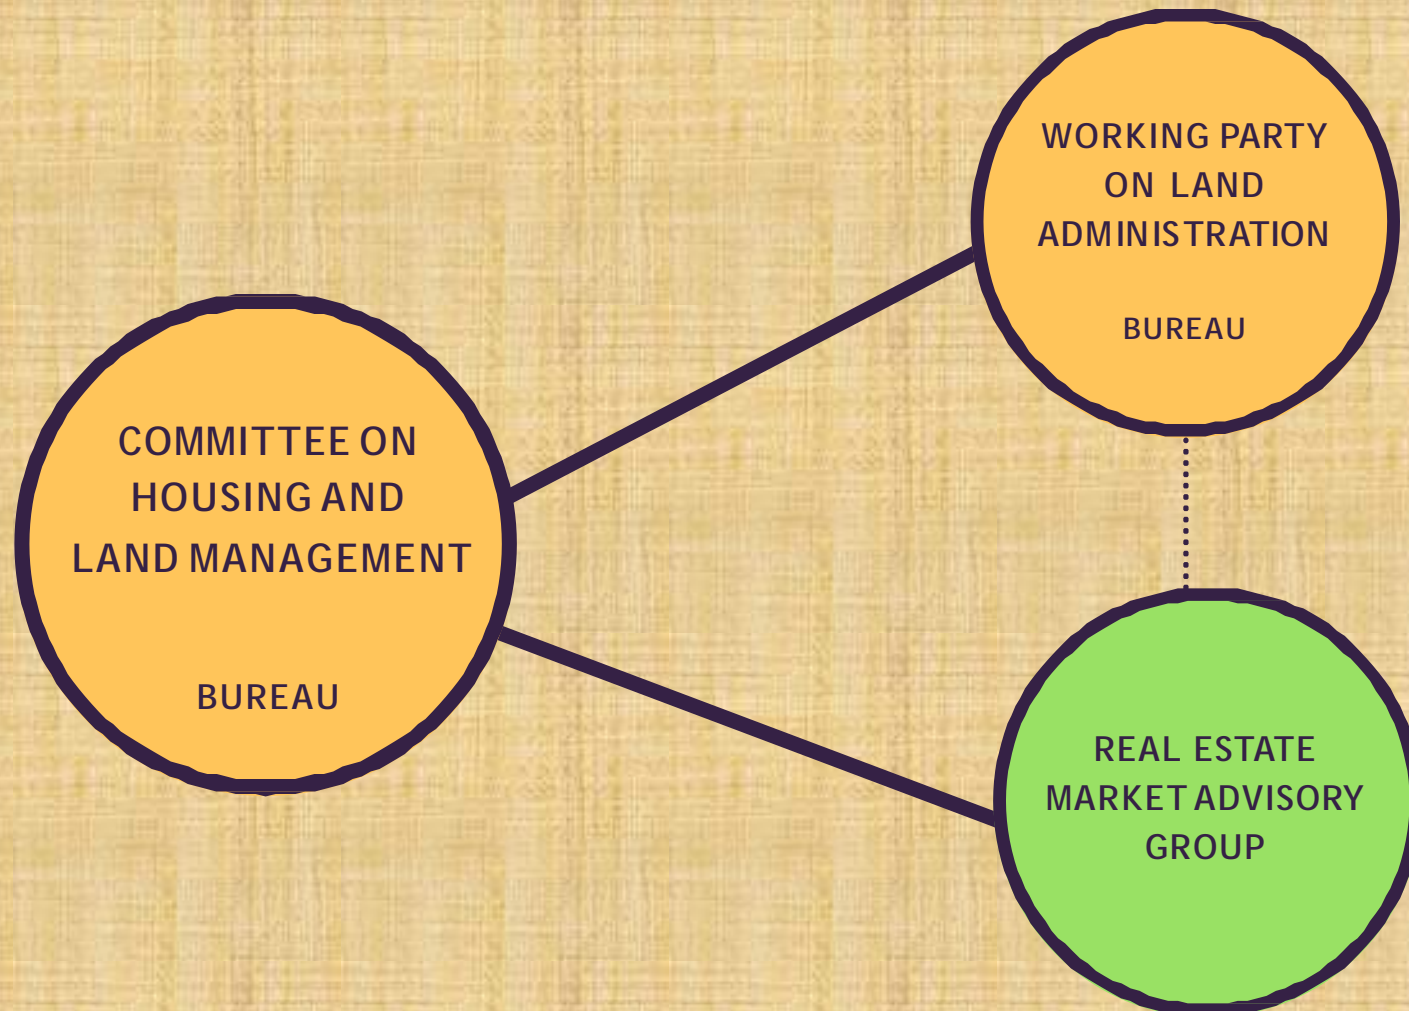 COMMITTEE ON
HOUSING AND
LAND MANAGEMENT
BUREAU
WORKING PARTY
ON LAND
ADMINISTRATION
BUREAU
REAL ESTATE
MARKET ADVISORY
GROUP